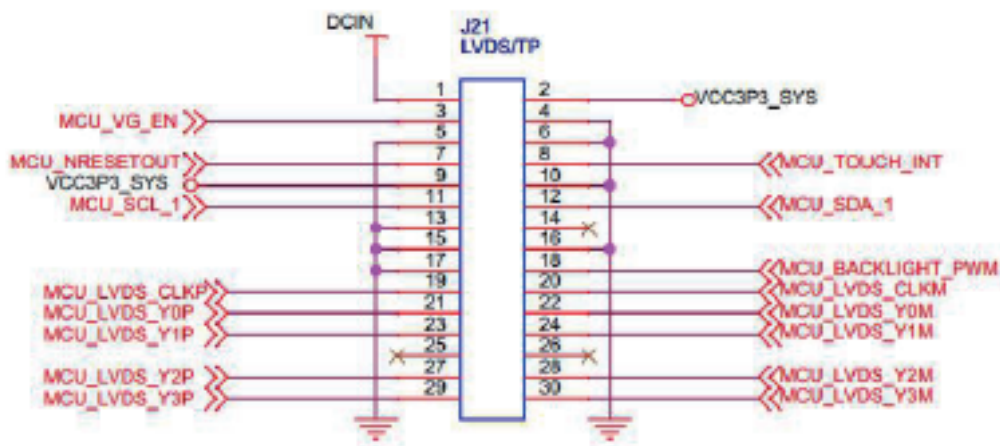 DCIN
J21
LVDS/TP
1 2 VCC3P3_SYS
MCU_VG_EN 3 4
5 6
MCU_NRESETOUT 7 8 MCU_TOUCH_INT
VCC3P3_SYS 9 10
MCU_SCL_1 11 12 MCU_SDA_1
13 14
15 16
17 18 MCU_BACKLIGHT_PWM
MCU_LVDS_CLKP 19 20 MCU_LVDS_CLKM
MCU_LVDS_Y0P 21 22 MCU_LVDS_Y0M
MCU_LVDS_Y1P 23 24 MCU_LVDS_Y1M
25 26
MCU_LVDS_Y2P 27 28 MCU_LVDS_Y2M
MCU_LVDS_Y3P 29 30 MCU_LVDS_Y3M